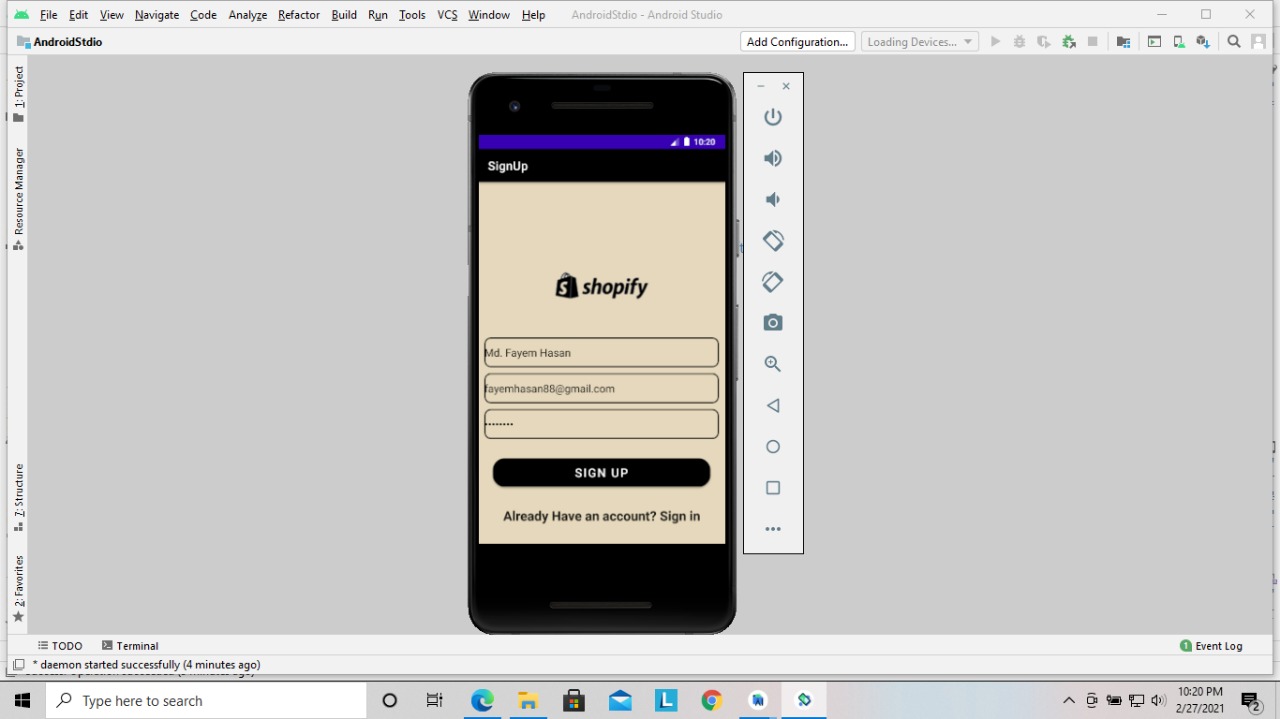 File Edit View Navigate Code Analyze Refactor Build Run Tools VCS Window Help AndroidStdio - Android Studio
AndroidStdio
Add Configuration...
Loading Devices...
1: Project
Resource Manager
7: Structure
2: Favorites
10:20
SignUp
shopify
Md. Fayem Hasan
fayemhasan88@gmail.com
SIGN UP
Already Have an account? Sign in
TODO
Terminal
1 Event Log
* daemon started successfully (4 minutes ago)
Type here to search
10:20 PM
2/27/2021
2